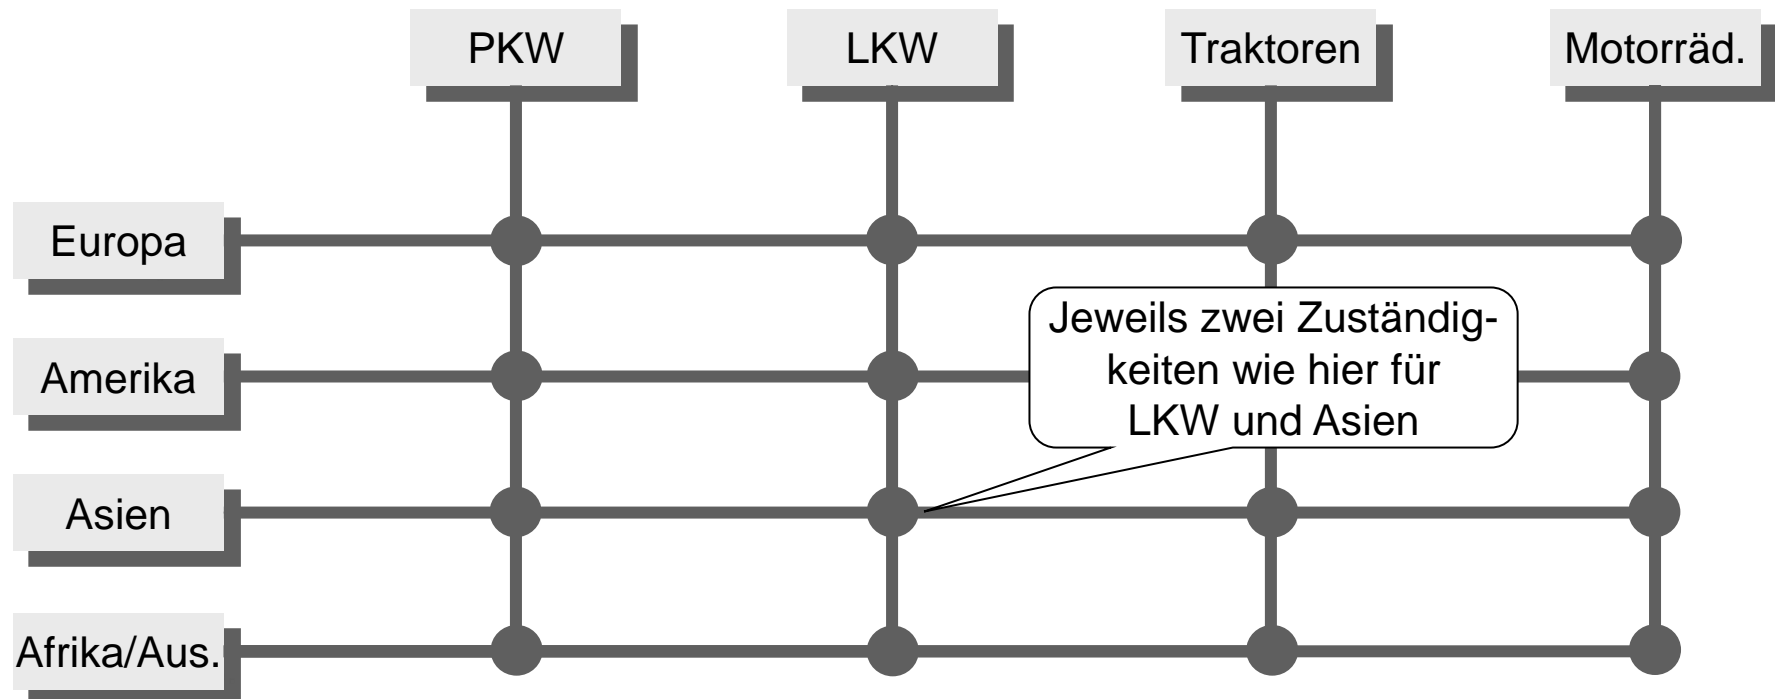 PKW
LKW
Traktoren
Motorräd.
Europa
Jeweils zwei Zuständig-
keiten wie hier für
LKW und Asien
Amerika
Asien
Afrika/Aus.